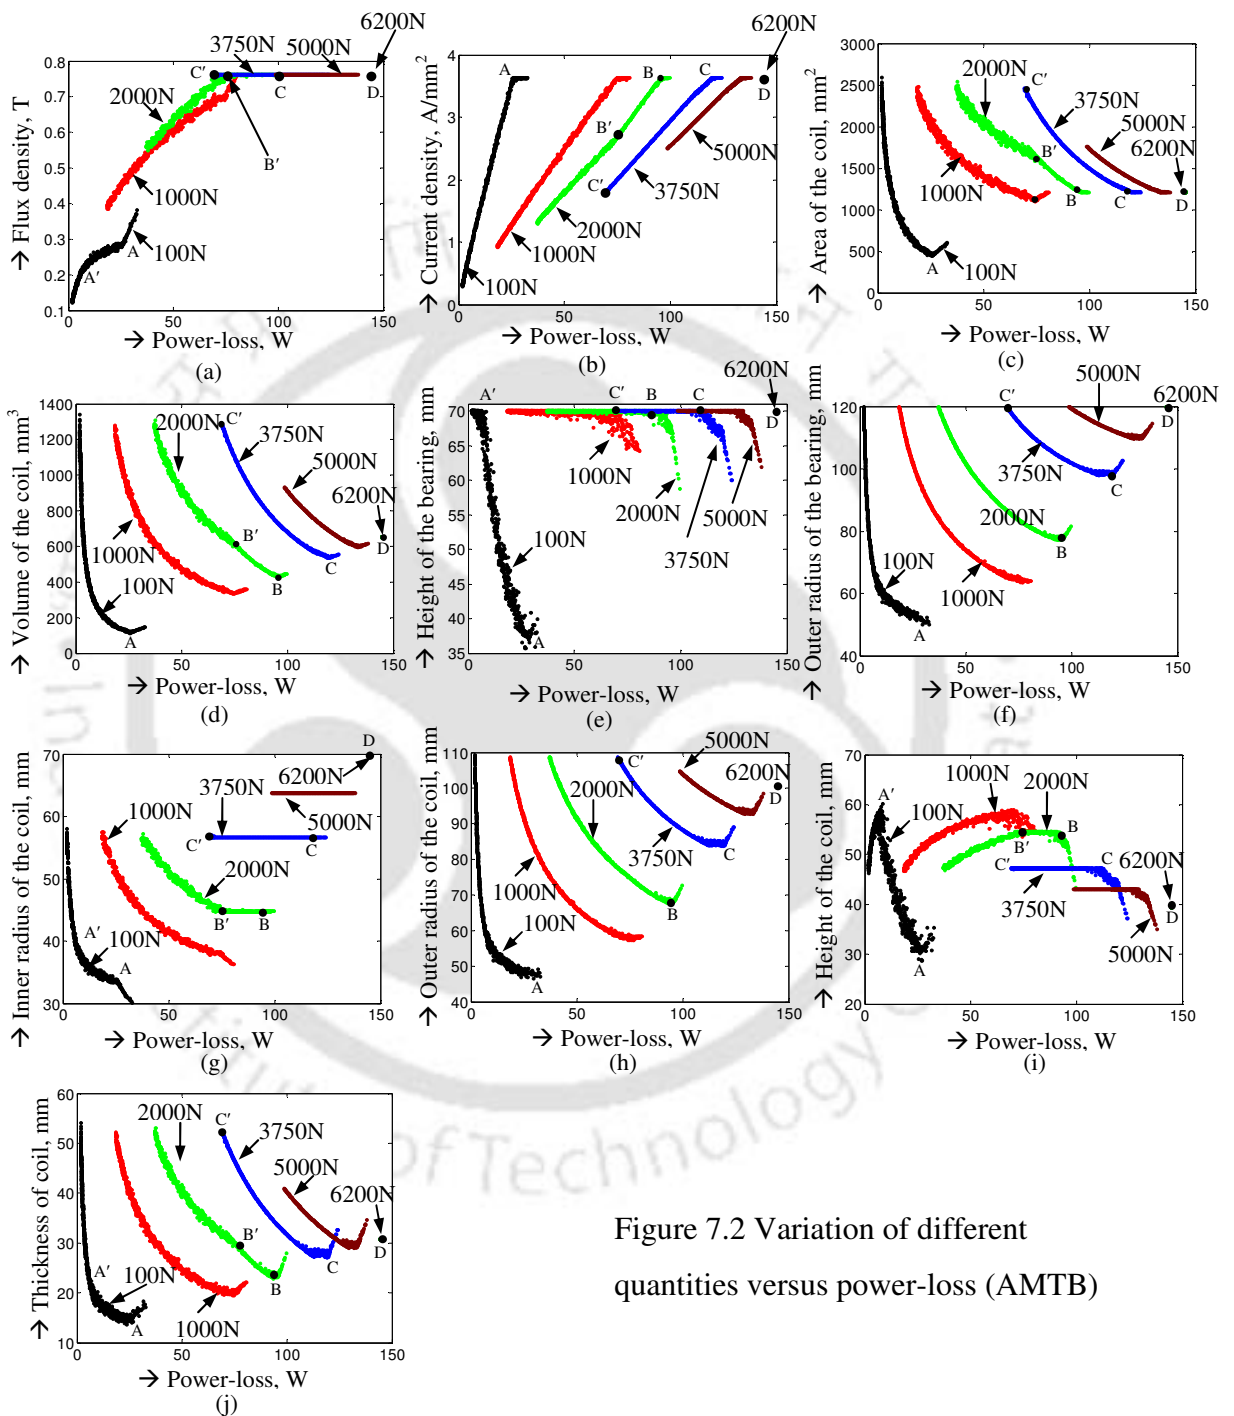 6200N
3750N
5000N
C'
2000N
C
D
B'
1000N
A
A'
100N
0.8
0.7
0.6
0.5
0.4
0.3
0.2
0.1
0
50
100
150
→ Flux density, T
→ Power-loss, W
(a)
6200N
A
B
C
D
B'
C'
5000N
3750N
2000N
1000N
100N
4
3
2
1
0
0
50
100
150
→ Current density, A/mm²
→ Power-loss, W
(b)
2000N
C'
3750N
5000N
6200N
B'
1000N
B
C
D
A
100N
3000
2500
2000
1500
1000
500
0
0
50
100
150
→ Area of the coil, mm²
→ Power-loss, W
(c)
2000N
C'
3750N
5000N
6200N
1000N
B'
D
100N
C
B
A
1400
1200
1000
800
600
400
200
0
0
50
100
150
→ Volume of the coil, mm³
→ Power-loss, W
(d)
6200N
A'
C'
B
C
D
1000N
2000N
5000N
3750N
100N
A
70
65
60
55
50
45
40
35
0
50
100
150
→ Height of the bearing, mm
→ Power-loss, W
(e)
5000N
6200N
C'
D
3750N
C
2000N
B
100N
1000N
A
120
100
80
60
40
0
50
100
150
→ Outer radius of the bearing, mm
→ Power-loss, W
(f)
D
6200N
3750N
5000N
1000N
C'
C
2000N
B'
B
A'
100N
A
70
60
50
40
30
0
50
100
150
→ Inner radius of the coil, mm
→ Power-loss, W
(g)
5000N
C'
6200N
2000N
D
3750N
C
1000N
B
100N
A
110
100
90
80
70
60
50
40
0
50
100
150
→ Outer radius of the coil, mm
→ Power-loss, W
(h)
1000N
2000N
A'
100N
B
B'
C'
C
6200N
3750N
D
5000N
A
70
60
50
40
30
20
0
50
100
150
→ Height of the coil, mm
→ Power-loss, W
(i)
2000N
C'
3750N
5000N
6200N
B'
D
C
A'
100N
B
A
1000N
60
50
40
30
20
10
0
50
100
150
→ Thickness of coil, mm
→ Power-loss, W
(j)
Figure 7.2 Variation of different
quantities versus power-loss (AMTB)
of Technology